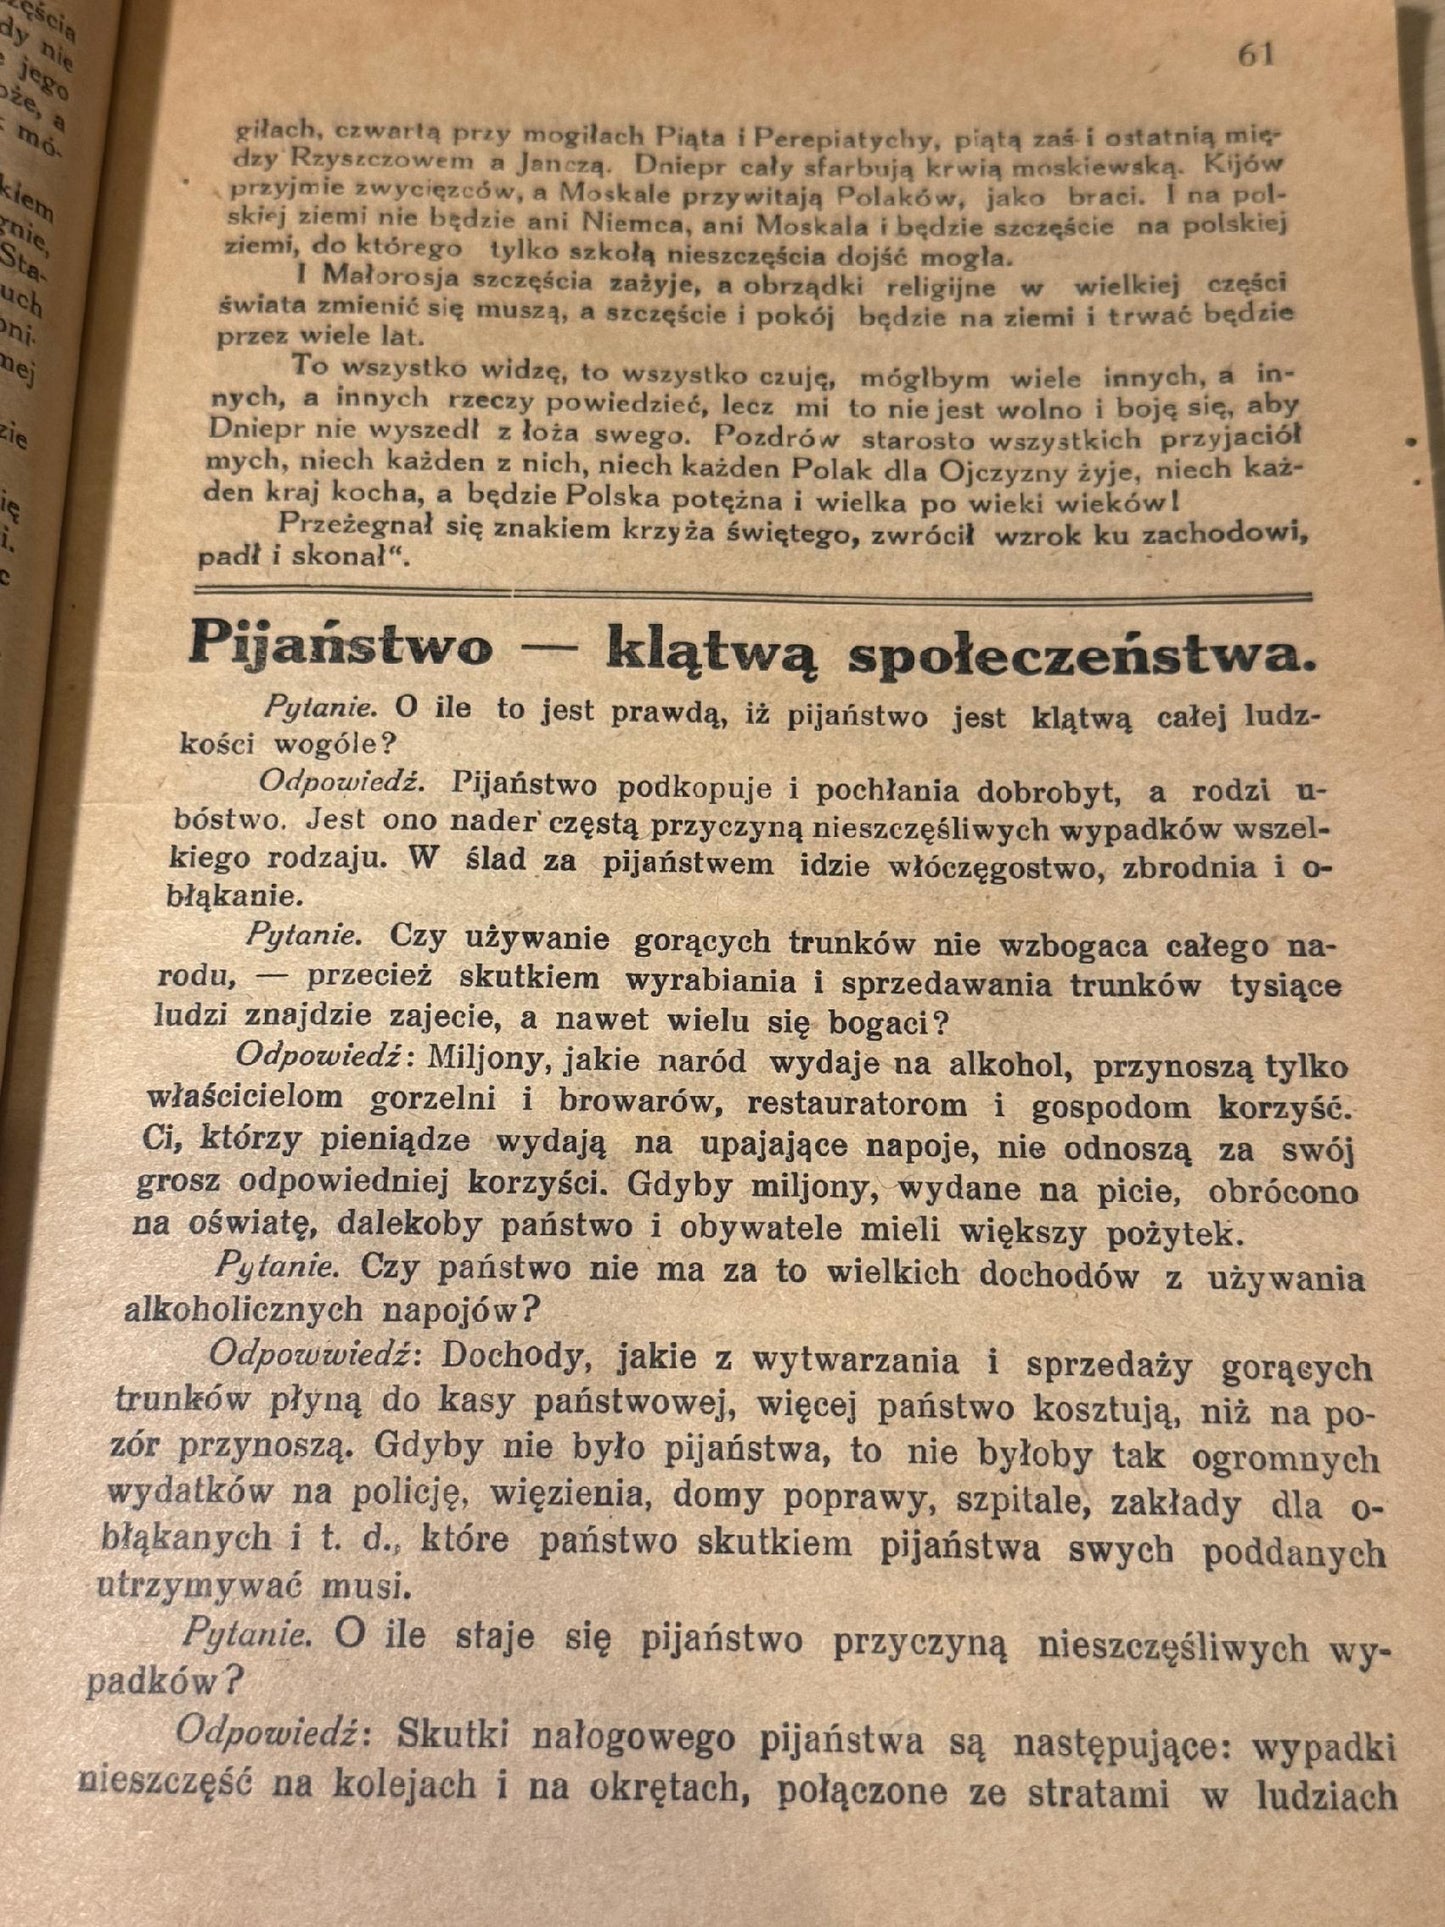 61
giłach, czwartą przy mogiłach Piąta i Perepiatychy, piątą zaś i ostatnią mię-
dzy Rzyszczowem a Janczą. Dniepr cały sfarbują krwią moskiewską. Kijów
przyjmie zwycięzców, a Moskale przywitają Polaków, jako braci. I na pol-
skiej ziemi nie będzie ani Niemca, ani Moskala i będzie szczęście na polskiej
ziemi, do którego tylko szkołą nieszczęścia dojść mogła.
I Małorosja szczęścia zażyje, a obrządki religijne w wielkiej części
świata zmienić się muszą, a szczęście i pokój będzie na ziemi i trwać będzie
przez wiele lat.
To wszystko widzę, to wszystko czuję, mógłbym wiele innych, a in-
nych, a innych rzeczy powiedzieć, lecz mi to nie jest wolno i boję się, aby
Dniepr nie wyszedł z łoża swego. Pozdrów starosto wszystkich przyjaciół
mych, niech każden z nich, niech każden Polak dla Ojczyzny żyje, niech każ-
den kraj kocha, a będzie Polska potężna i wielka po wieki wieków!
Przeżegnał się znakiem krzyża świętego, zwrócił wzrok ku zachodowi,
padł i skonał“.
Pijaństwo — klątwą społeczeństwa.
Pytanie. O ile to jest prawdą, iż pijaństwo jest klątwą całej ludz-
kości wogóle?
Odpowiedź. Pijaństwo podkopuje i pochłania dobrobyt, a rodzi u-
bóstwo. Jest ono nader częstą przyczyną nieszczęśliwych wypadków wszel-
kiego rodzaju. W ślad za pijaństwem idzie włóczęgostwo, zbrodnia i o-
błąkanie.
Pytanie. Czy używanie gorących trunków nie wzbogaca całego na-
rodu, — przecież skutkiem wyrabiania i sprzedawania trunków tysiące
ludzi znajdzie zajecie, a nawet wielu się bogaci?
Odpowiedź: Miljony, jakie naród wydaje na alkohol, przynoszą tylko
właścicielom gorzelni i browarów, restauratorom i gospodom korzyść.
Ci, którzy pieniądze wydają na upajające napoje, nie odnoszą za swój
grosz odpowiedniej korzyści. Gdyby miljony, wydane na picie, obrócono
na oświatę, dalekoby państwo i obywatele mieli większy pożytek.
Pytanie. Czy państwo nie ma za to wielkich dochodów z używania
alkoholicznych napojów?
Odpowwiedź: Dochody, jakie z wytwarzania i sprzedaży gorących
trunków płyną do kasy państwowej, więcej państwo kosztują, niż na po-
zór przynoszą. Gdyby nie było pijaństwa, to nie byłoby tak ogromnych
wydatków na policję, więzienia, domy poprawy, szpitale, zakłady dla o-
błąkanych i t. d., które państwo skutkiem pijaństwa swych poddanych
utrzymywać musi.
Pytanie. O ile staje się pijaństwo przyczyną nieszczęśliwych wy-
padków?
Odpowiedź: Skutki nałogowego pijaństwa są następujące: wypadki
nieszczęść na kolejach i na okrętach, połączone ze stratami w ludziach